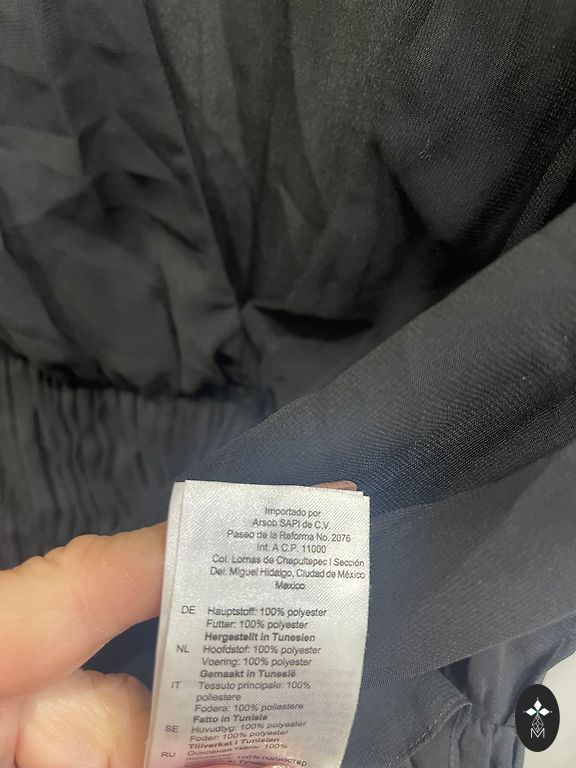 Importado por
Arsob SAPI de C.V.
Paseo de la Reforma No. 2076
Int. A C.P. 11000
Col. Lomas de Chapultepec I Sección
Del. Miguel Hidalgo, Ciudad de México
Mexico
DE Hauptstoff: 100% polyester
Futter: 100% polyester
Hergestellt in Tunesien
NL Hoofdstof: 100% polyester
Voering: 100% polyester
Gemaakt in Tunesië
IT Tessuto principale: 100%
poliestere
Fodera: 100% poliestere
Fatto in Tunisia
SE Huvudtyg: 100% polyester
Foder: 100% polyester
Tillverkat i Tunisien
RU Основная ткань: 100%
M